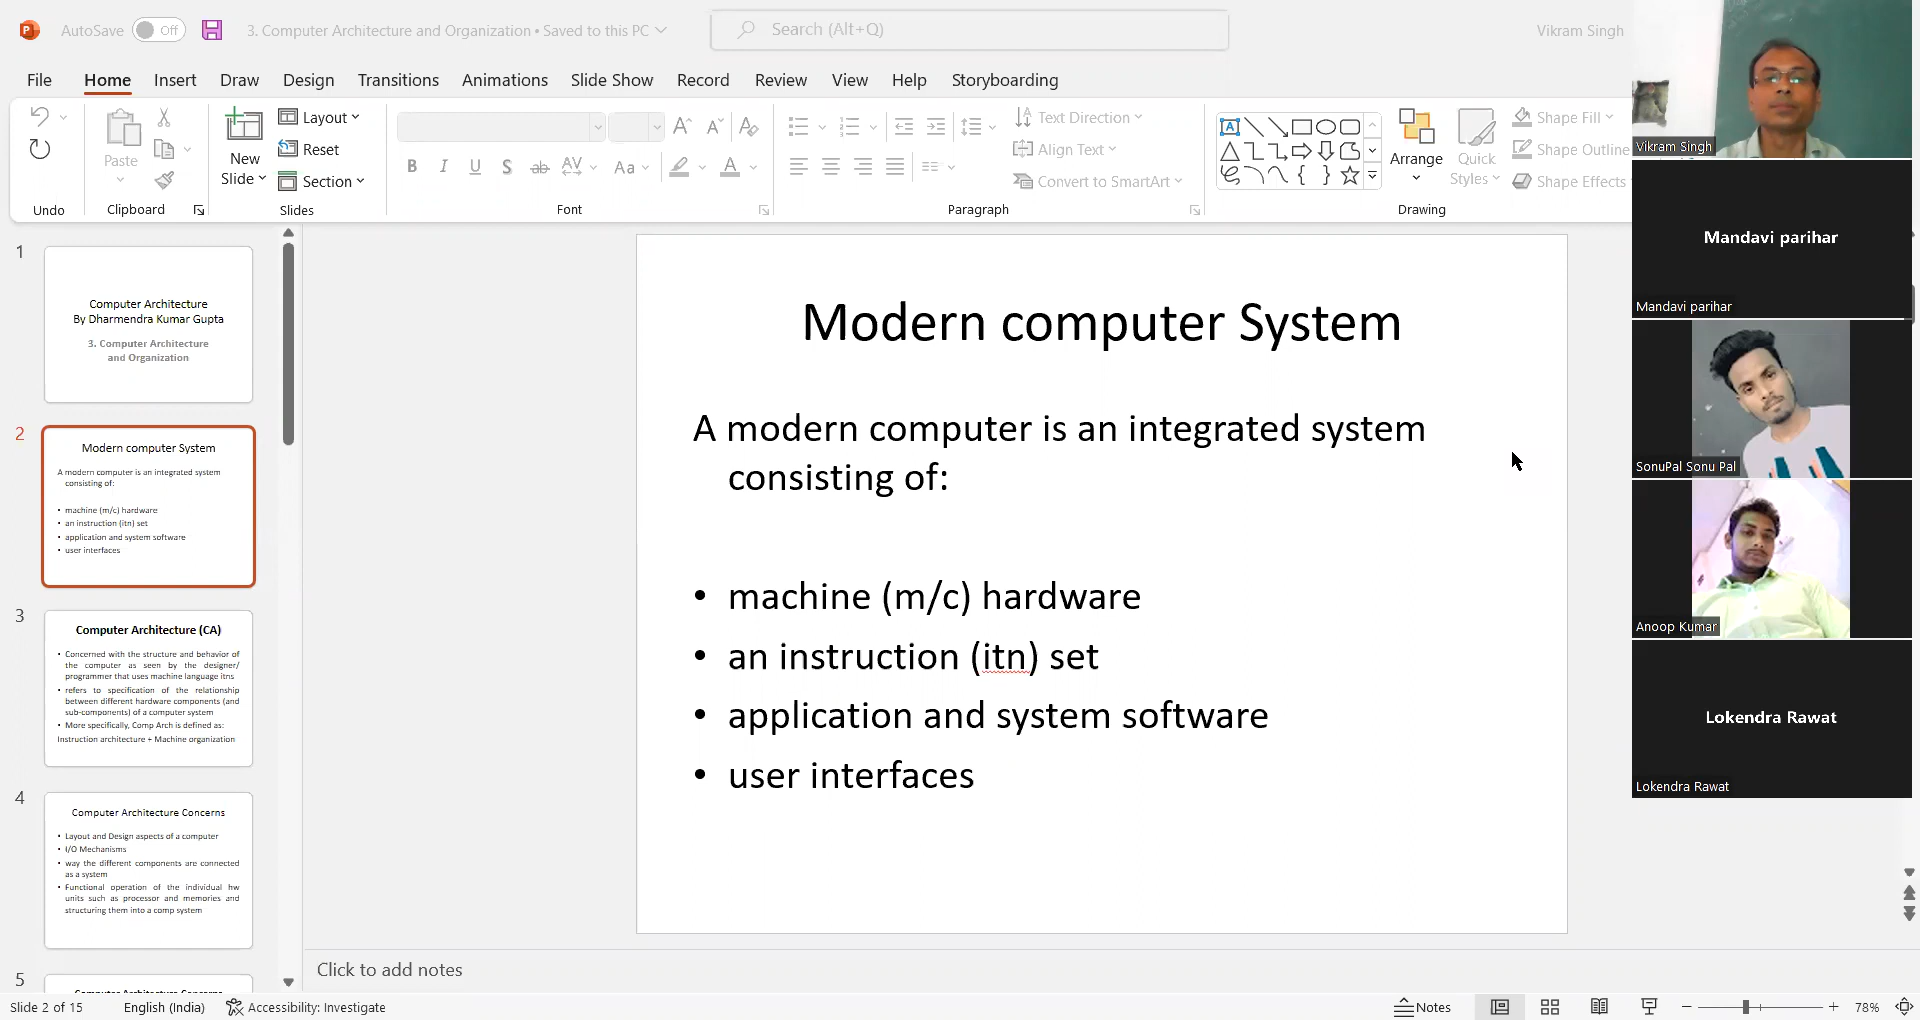 AutoSave Off 3. Computer Architecture and Organization • Saved to this PC Search (Alt+Q) Vikram Singh
File Home Insert Draw Design Transitions Animations Slide Show Record Review View Help Storyboarding
Undo
Paste
Clipboard
New
Slide
Layout
Reset
Section
Slides
B I U S ab AV Aa A
Font
Text Direction
Align Text
Convert to SmartArt
Paragraph
Arrange
Quick
Styles
Shape Fill
Shape Outline
Shape Effects
Drawing
1
Computer Architecture
By Dharmendra Kumar Gupta
3. Computer Architecture
and Organization
2
Modern computer System
A modern computer is an integrated system
consisting of:
• machine (m/c) hardware
• an instruction (itn) set
• application and system software
• user interfaces
3
Computer Architecture (CA)
• Concerned with the structure and behavior of
the computer as seen by the designer/
programmer that uses machine language itns
• refers to specification of the relationship
between different hardware components (and
sub-components) of a computer system
• More specifically, Comp Arch is defined as:
Instruction architecture + Machine organization
4
Computer Architecture Concerns
• Layout and Design aspects of a computer
• I/O Mechanisms
• way the different components are connected
as a system
• Functional operation of the individual hw
units such as processor and memories and
structuring them into a comp system
5
Computer Architecture Concerns
Modern computer System
A modern computer is an integrated system
consisting of:
• machine (m/c) hardware
• an instruction (itn) set
• application and system software
• user interfaces
Click to add notes
Vikram Singh
Mandavi parihar
Mandavi parihar
SonuPal Sonu Pal
Anoop Kumar
Lokendra Rawat
Lokendra Rawat
Slide 2 of 15 English (India) Accessibility: Investigate Notes 78%